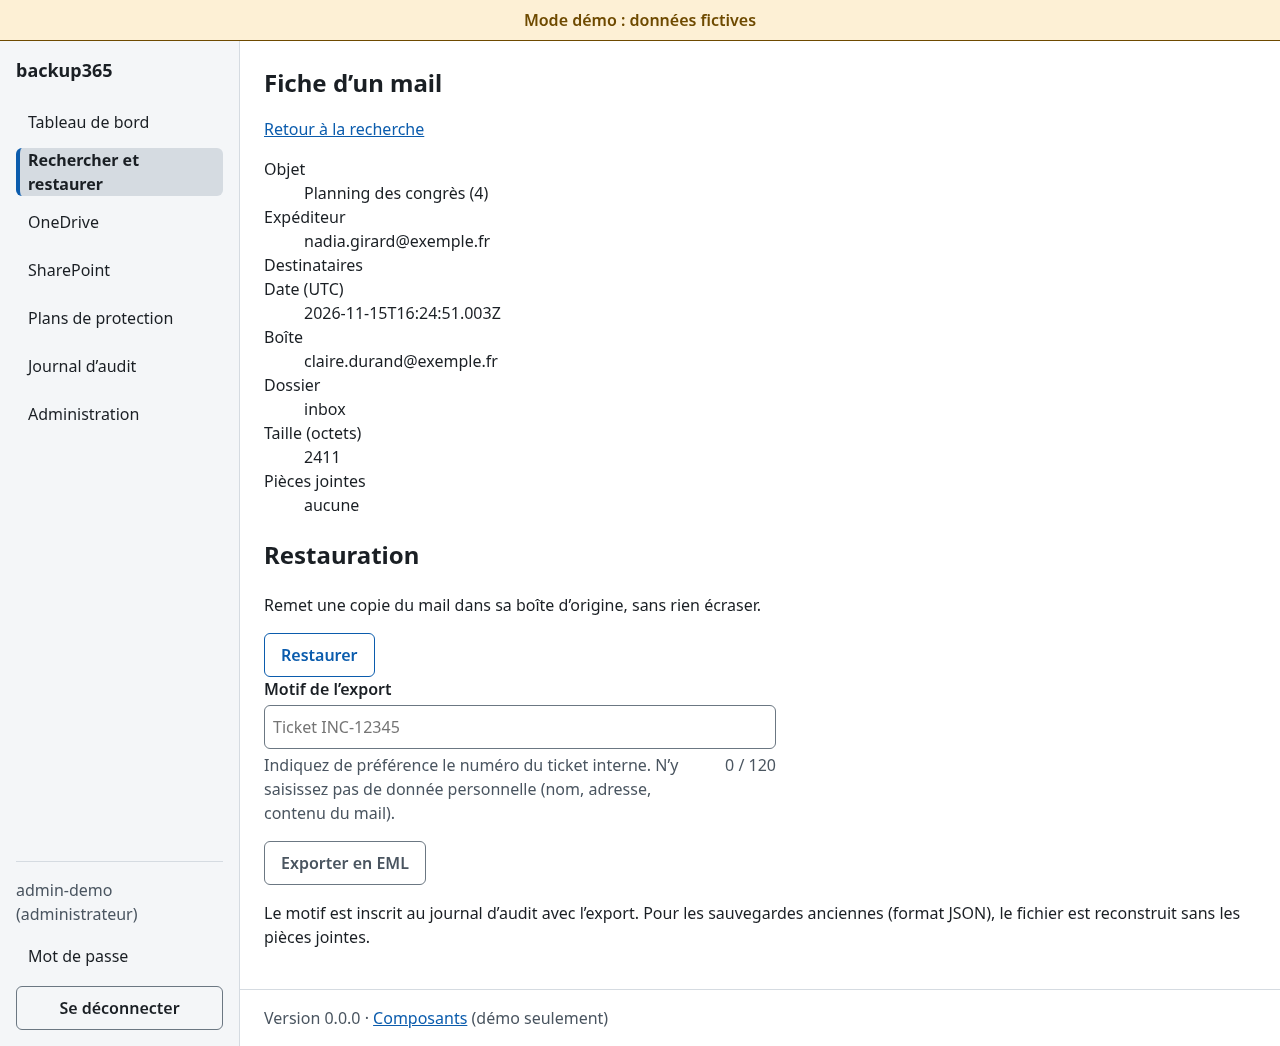 Mode démo : données fictives
backup365
Tableau de bord
Rechercher et
restaurer
OneDrive
SharePoint
Plans de protection
Journal d’audit
Administration
admin-demo
(administrateur)
Mot de passe
Se déconnecter
Fiche d’un mail
Retour à la recherche
Objet
Planning des congrès (4)
Expéditeur
nadia.girard@exemple.fr
Destinataires
Date (UTC)
2026-11-15T16:24:51.003Z
Boîte
claire.durand@exemple.fr
Dossier
inbox
Taille (octets)
2411
Pièces jointes
aucune
Restauration
Remet une copie du mail dans sa boîte d’origine, sans rien écraser.
Restaurer
Motif de l’export
Ticket INC-12345
Indiquez de préférence le numéro du ticket interne. N’y 0 / 120
saisissez pas de donnée personnelle (nom, adresse,
contenu du mail).
Exporter en EML
Le motif est inscrit au journal d’audit avec l’export. Pour les sauvegardes anciennes (format JSON), le fichier est reconstruit sans les
pièces jointes.
Version 0.0.0 · Composants (démo seulement)